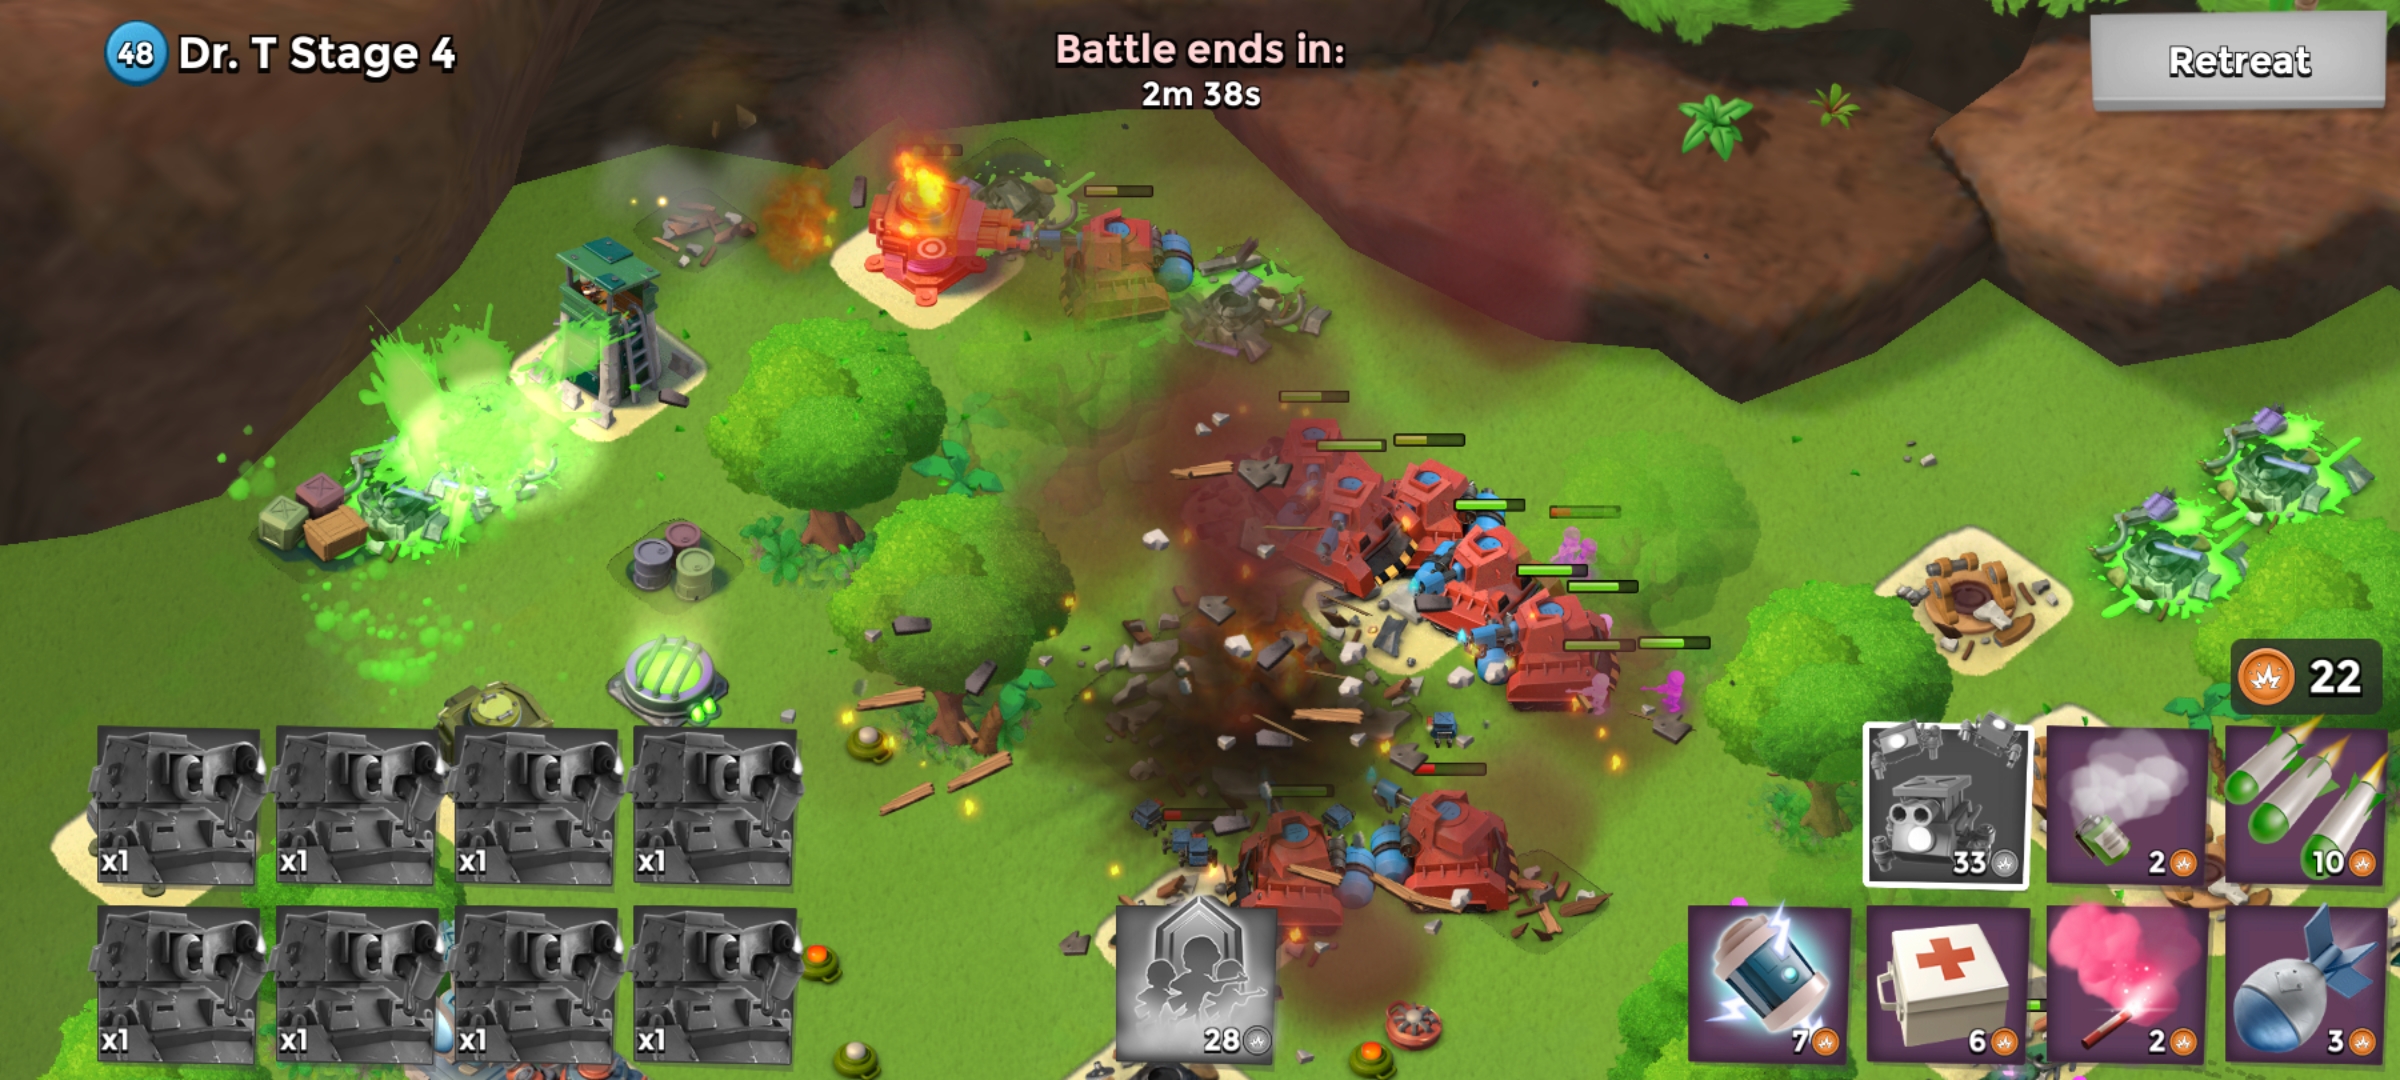 48 Dr. T Stage 4
Battle ends in:
2m 38s
Retreat
22
x1 x1 x1 x1
33 2 10
x1 x1 x1 x1
28
7 6 2 3